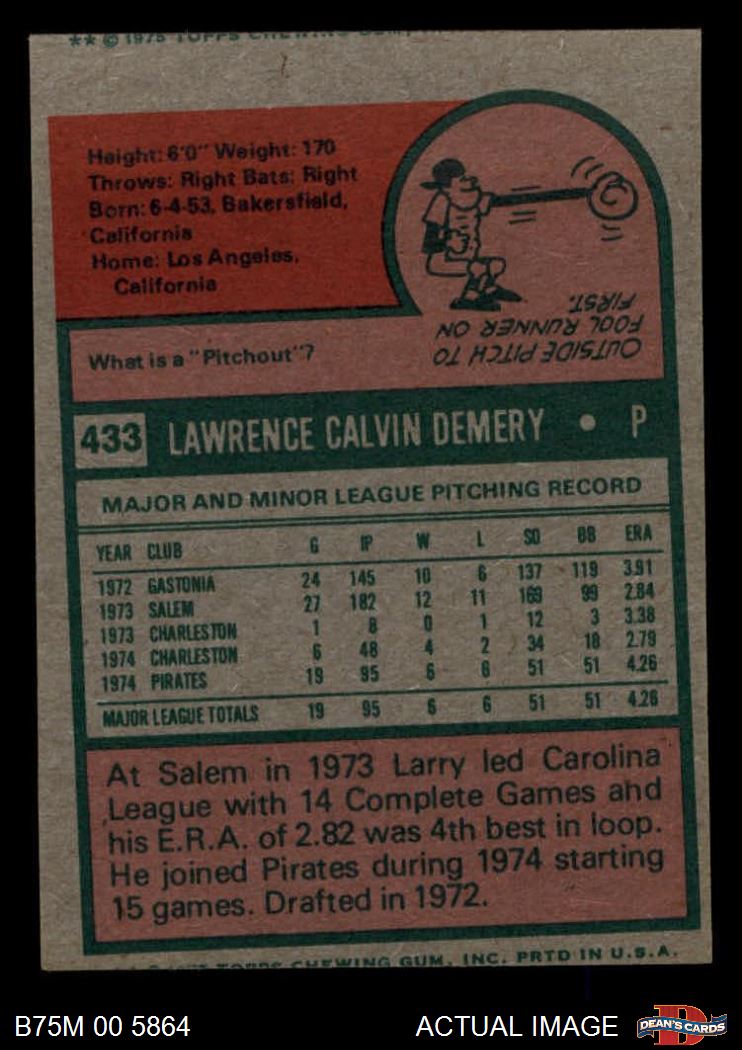 ** © 1975 TOPPS CHEWING
Height: 6'0" Weight: 170
Throws: Right Bats: Right
Born: 6-4-53, Bakersfield,
California
Home: Los Angeles,
California
What is a "Pitchout"?
OUTSIDE PITCH TO
FOOL RUNNER ON
FIRST.
433 LAWRENCE CALVIN DEMERY • P
MAJOR AND MINOR LEAGUE PITCHING RECORD
YEAR CLUB G IP W L SO BB ERA
1972 GASTONIA 24 145 10 6 137 119 3.91
1973 SALEM 27 182 12 11 169 99 2.84
1973 CHARLESTON 1 8 0 1 12 3 3.38
1974 CHARLESTON 6 48 4 2 34 18 2.79
1974 PIRATES 19 95 6 6 51 51 4.26
MAJOR LEAGUE TOTALS 19 95 6 6 51 51 4.26
At Salem in 1973 Larry led Carolina
League with 14 Complete Games and
his E.R.A. of 2.82 was 4th best in loop.
He joined Pirates during 1974 starting
15 games. Drafted in 1972.
TOPPS CHEWING GUM, INC. PRTD IN U.S.A.
B75M 00 5864 ACTUAL IMAGE DEAN'S CARDS